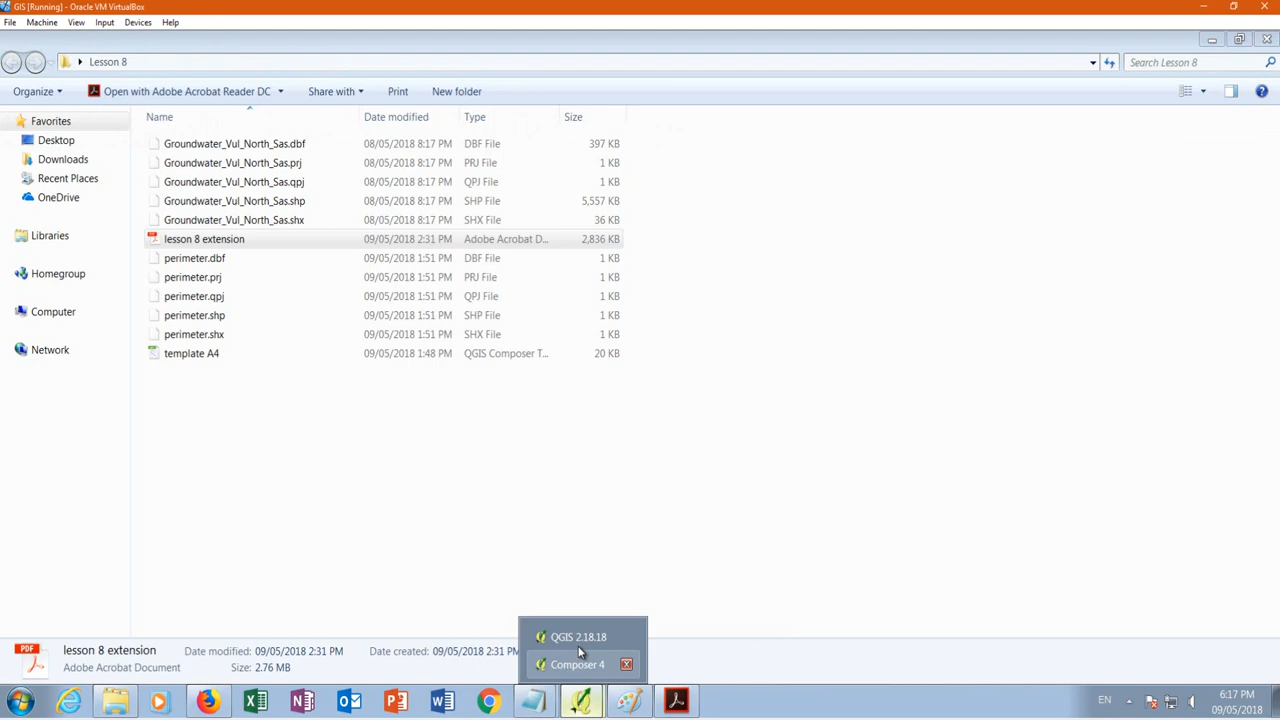 GIS [Running] - Oracle VM VirtualBox
File Machine View Input Devices Help
Lesson 8
Search Lesson 8
Organize Open with Adobe Acrobat Reader DC Share with Print New folder
Name Date modified Type Size
Favorites
Desktop
Downloads
Recent Places
OneDrive
Libraries
Homegroup
Computer
Network
Groundwater_Vul_North_Sas.dbf 08/05/2018 8:17 PM DBF File 397 KB
Groundwater_Vul_North_Sas.prj 08/05/2018 8:17 PM PRJ File 1 KB
Groundwater_Vul_North_Sas.qpj 08/05/2018 8:17 PM QPJ File 1 KB
Groundwater_Vul_North_Sas.shp 08/05/2018 8:17 PM SHP File 5,557 KB
Groundwater_Vul_North_Sas.shx 08/05/2018 8:17 PM SHX File 36 KB
lesson 8 extension 09/05/2018 2:31 PM Adobe Acrobat D... 2,836 KB
perimeter.dbf 09/05/2018 1:51 PM DBF File 1 KB
perimeter.prj 09/05/2018 1:51 PM PRJ File 1 KB
perimeter.qpj 09/05/2018 1:51 PM QPJ File 1 KB
perimeter.shp 09/05/2018 1:51 PM SHP File 1 KB
perimeter.shx 09/05/2018 1:51 PM SHX File 1 KB
template A4 09/05/2018 1:48 PM QGIS Composer T... 20 KB
QGIS 2.18.18
Composer 4
PDF
lesson 8 extension Date modified: 09/05/2018 2:31 PM Date created: 09/05/2018 2:31 PM
Adobe Acrobat Document Size: 2.76 MB
EN
6:17 PM
09/05/2018